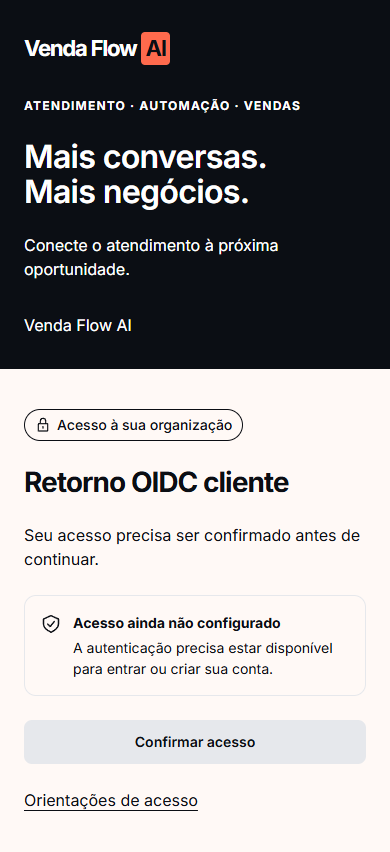 Venda Flow AI
ATENDIMENTO · AUTOMAÇÃO · VENDAS
Mais conversas.
Mais negócios.
Conecte o atendimento à próxima
oportunidade.
Venda Flow AI
Acesso à sua organização
Retorno OIDC cliente
Seu acesso precisa ser confirmado antes de
continuar.
Acesso ainda não configurado
A autenticação precisa estar disponível
para entrar ou criar sua conta.
Confirmar acesso
Orientações de acesso